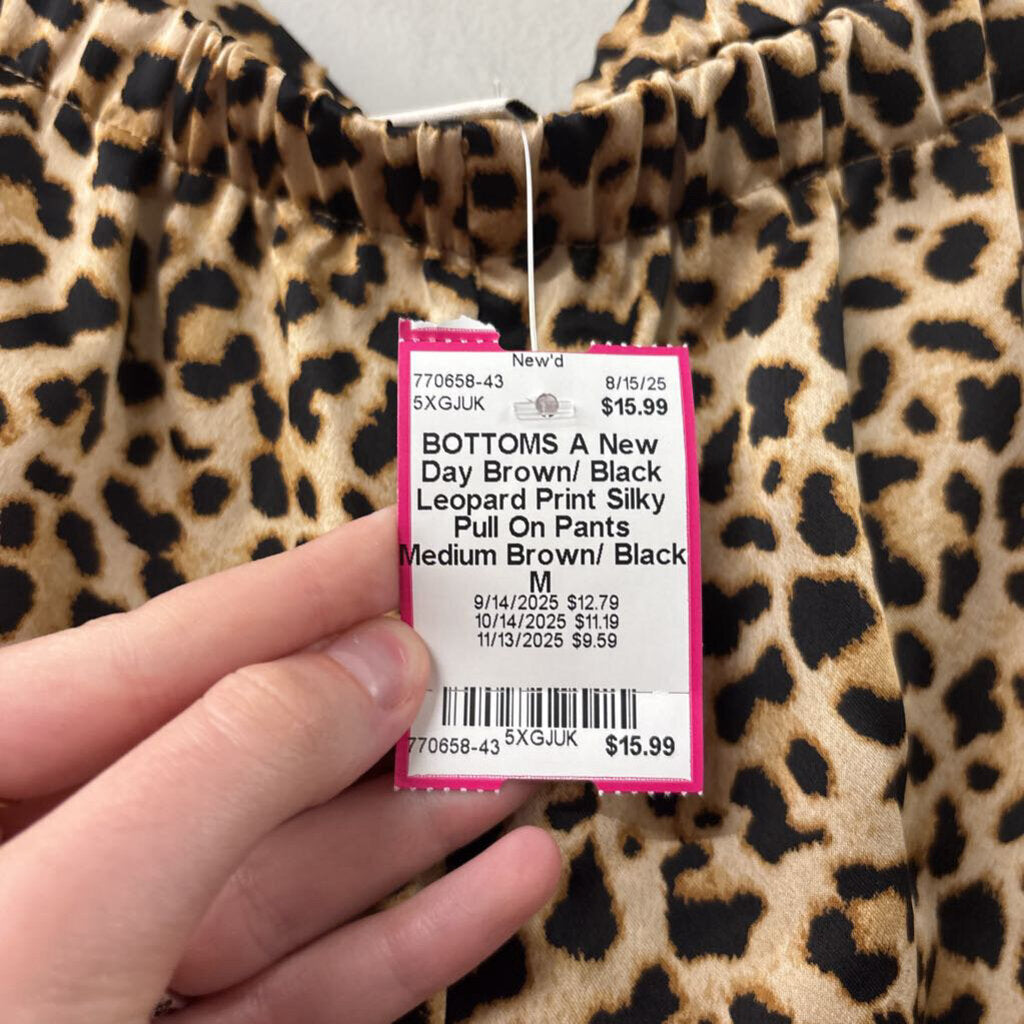 New'd
770658-43 8/15/25
5XGJUK $15.99
BOTTOMS A New
Day Brown/ Black
Leopard Print Silky
Pull On Pants
Medium Brown/ Black
M
9/14/2025 $12.79
10/14/2025 $11.19
11/13/2025 $9.59
770658-43 5XGJUK $15.99